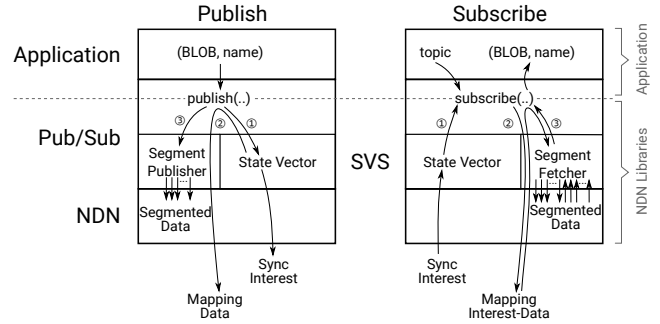 Publish
Subscribe
Application
(BLOB, name)
topic
(BLOB, name)
Application
publish(..)
subscribe(..)
③
②
①
①
②
③
Pub/Sub
Segment
Publisher
State Vector
SVS
State Vector
Segment
Fetcher
NDN Libraries
NDN
Segmented
Data
Segmented
Data
Sync
Interest
Sync
Interest
Mapping
Data
Mapping
Interest-Data